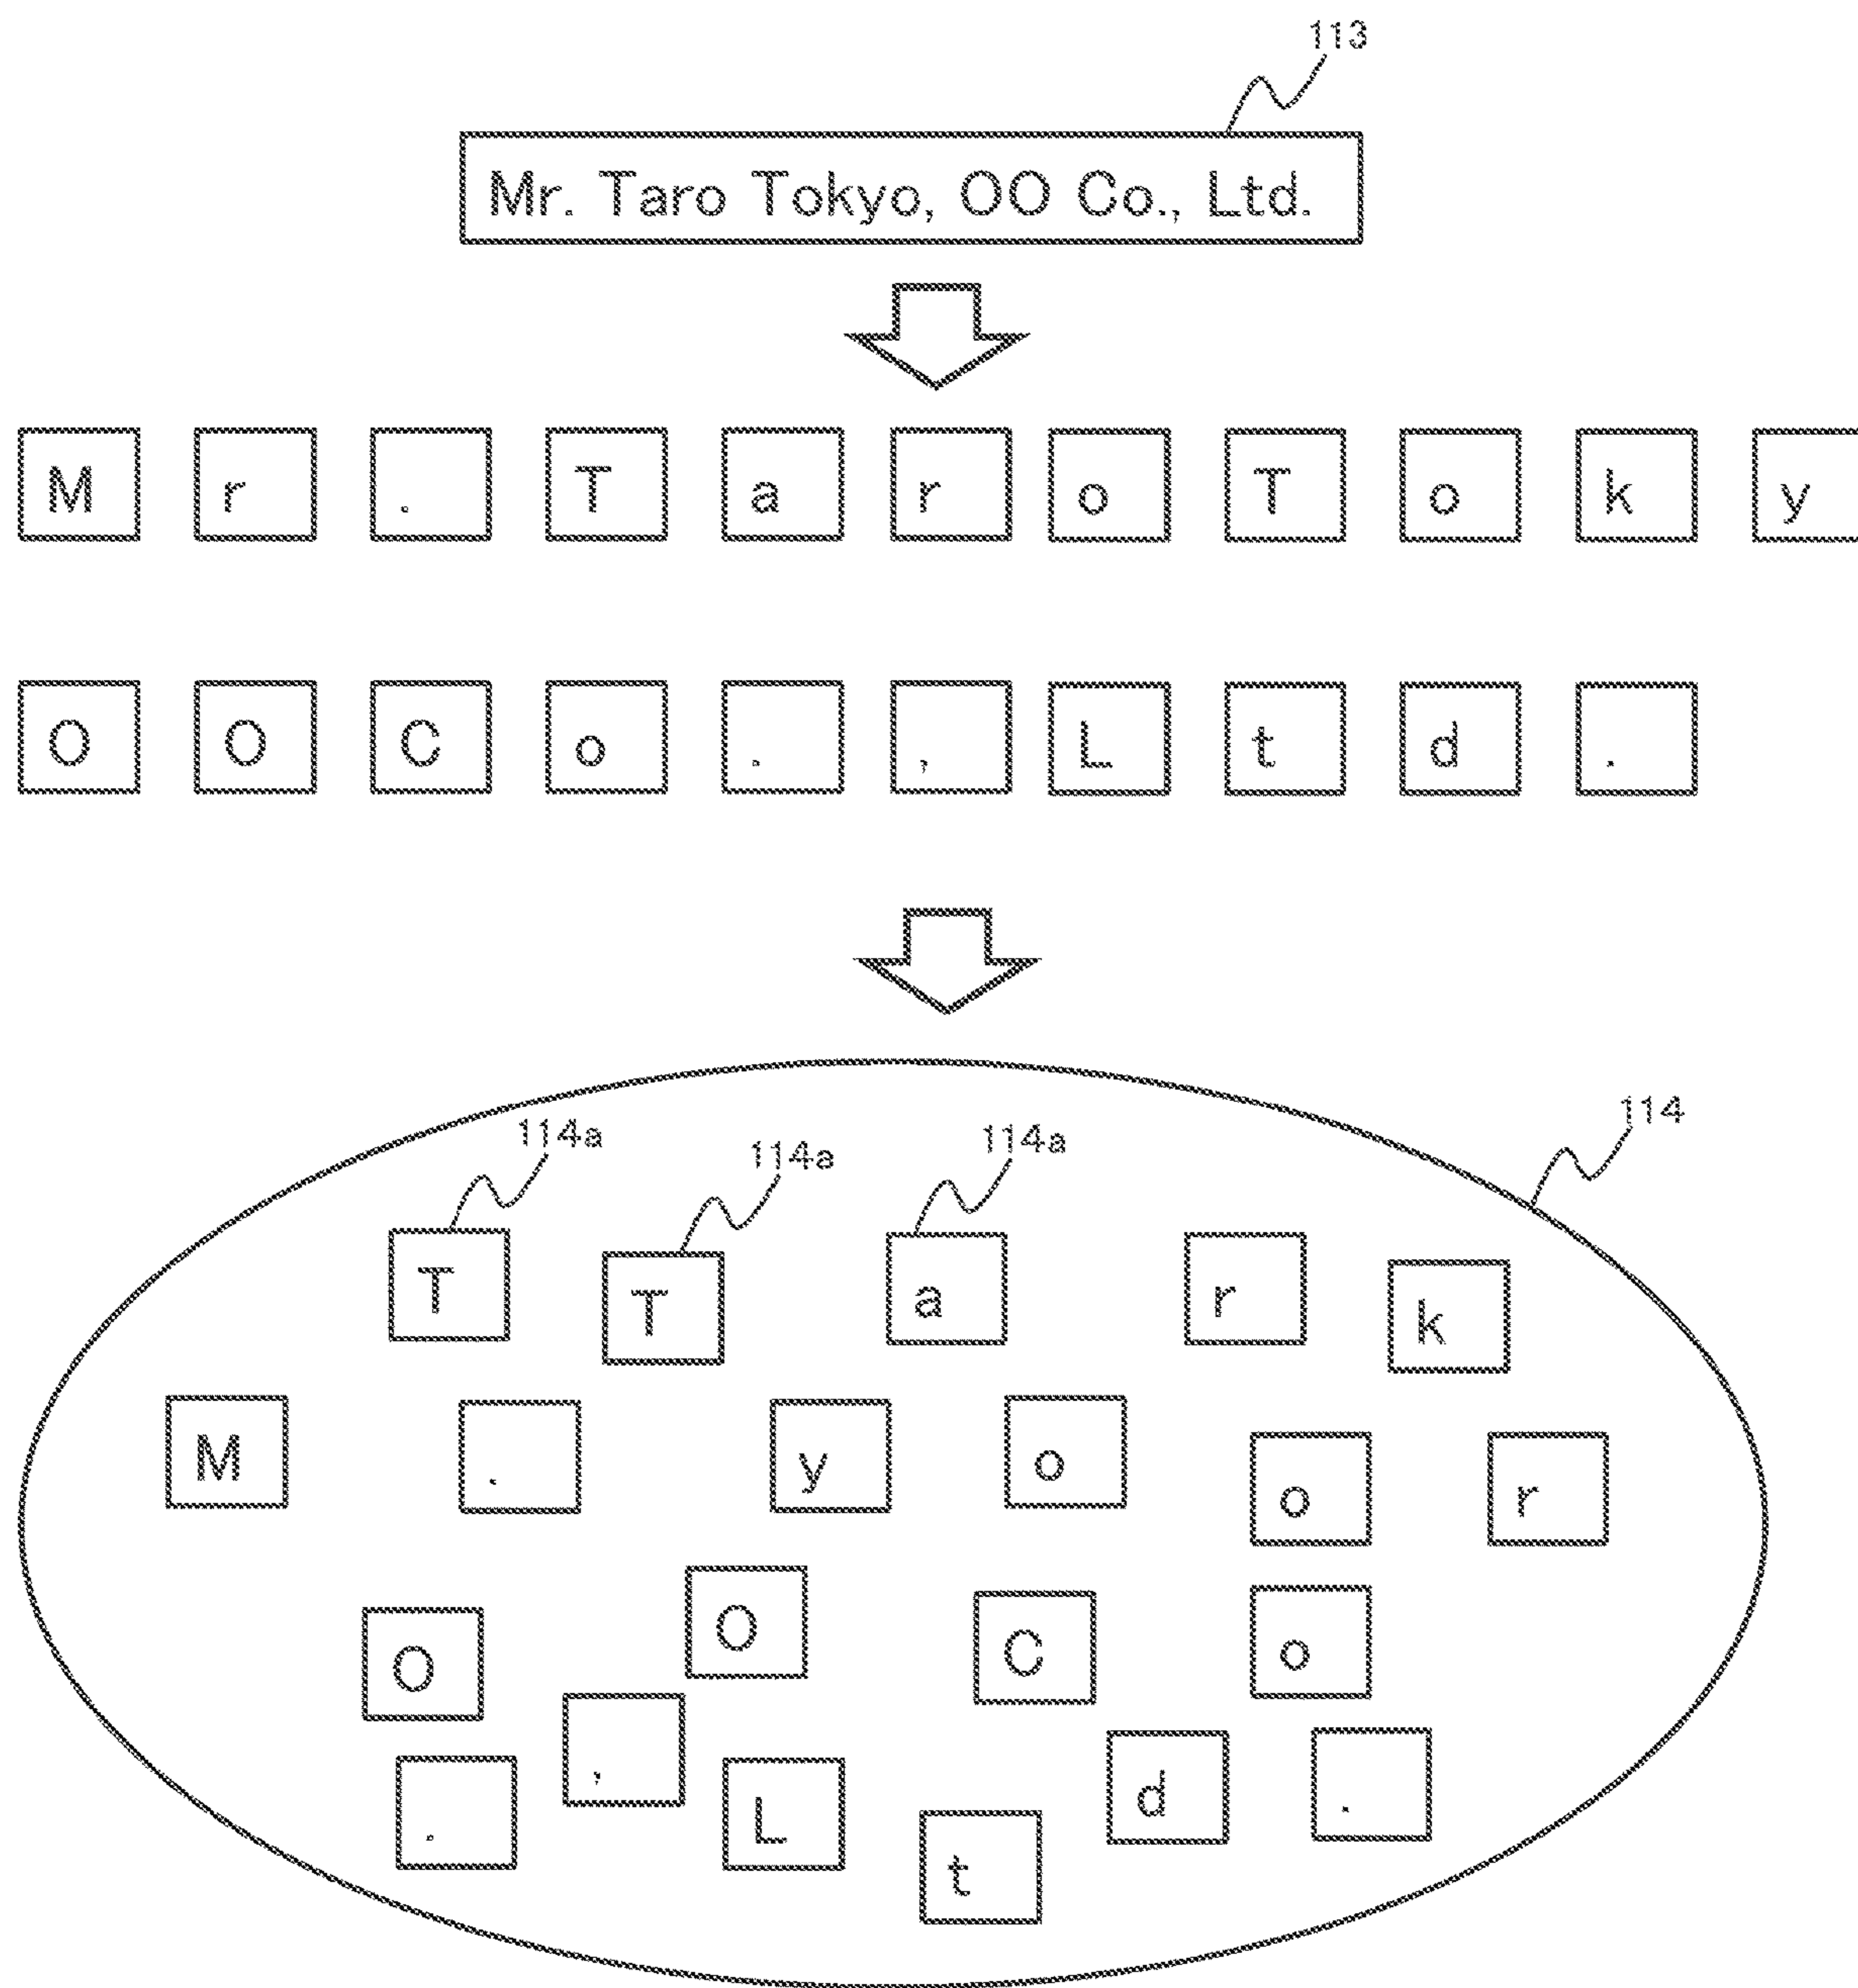 113
Mr. Taro Tokyo, OO Co., Ltd.
M r . T a r o T o k y
O O C o . , L t d .
114
114a 114a 114a
T T a r k
M . y o o r
O O C o
. , L t d .